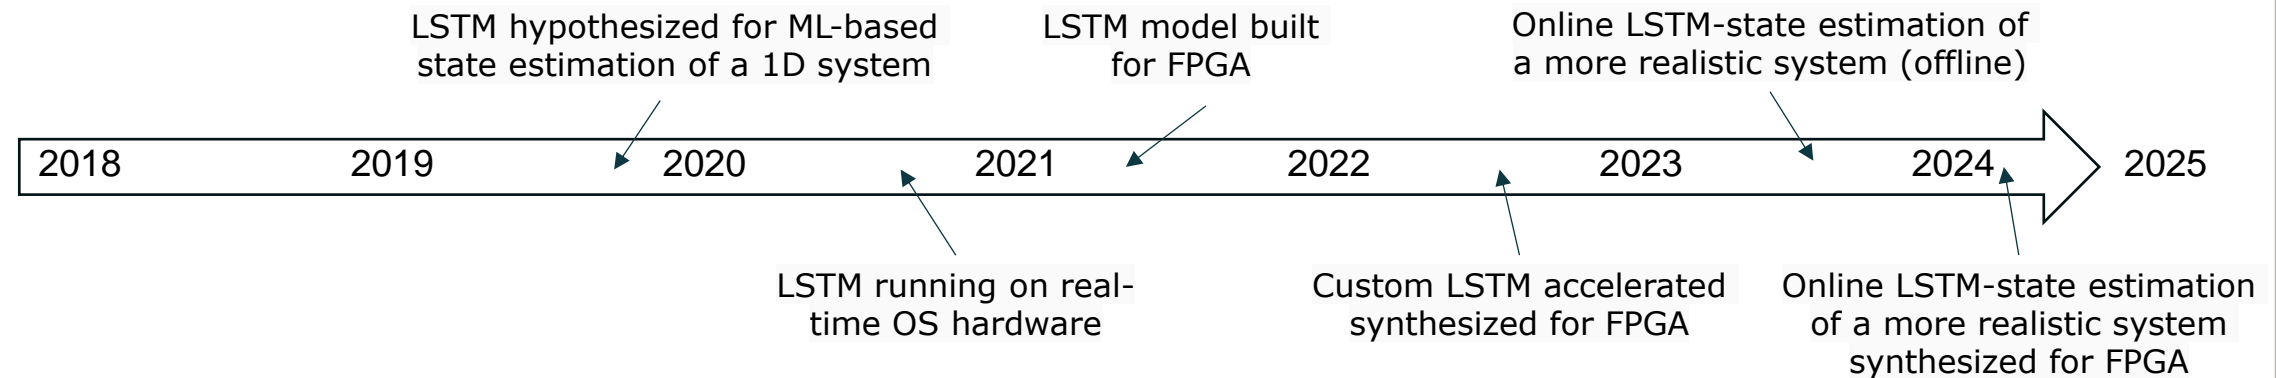 LSTM hypothesized for ML-based
state estimation of a 1D system
LSTM model built
for FPGA
Online LSTM-state estimation of
a more realistic system (offline)
2018 2019 2020 2021 2022 2023 2024 2025
LSTM running on real-
time OS hardware
Custom LSTM accelerated
synthesized for FPGA
Online LSTM-state estimation
of a more realistic system
synthesized for FPGA